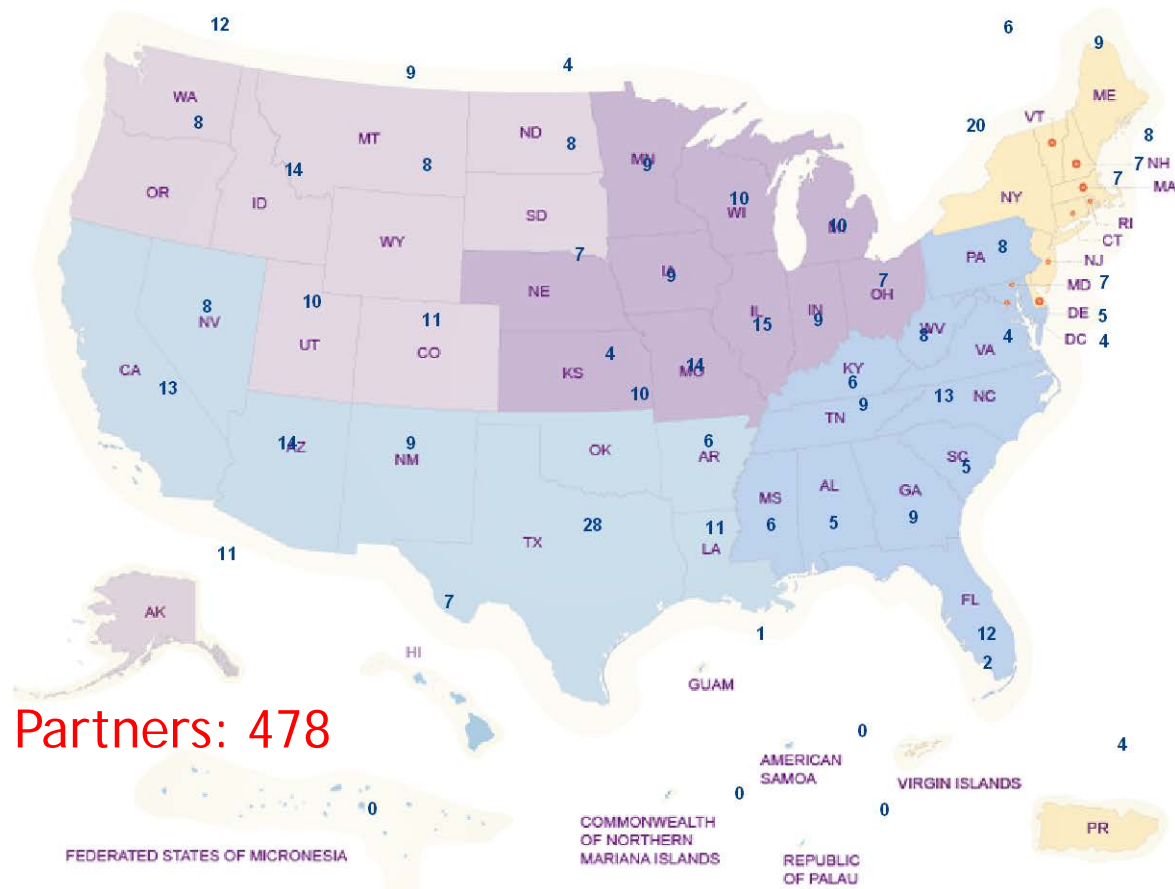 12
6
9
4
9
WA
ME
VT
20
8
8
MT
ND
8
MN
9
7
NH
14
8
7
MA
OR
ID
SD
10
WI
NY
RI
10
MI
CT
WY
7
PA
8
NJ
IA
9
7
OH
MD
7
NE
10
8
NV
11
IL
15
IN
9
DE
5
UT
CO
WV
8
4
VA
DC
4
CA
13
KS
4
14
MO
KY
6
10
9
13
NC
TN
14
AZ
9
NM
OK
6
AR
SC
5
MS
AL
GA
28
TX
11
LA
6
5
9
11
AK
7
FL
12
1
2
HI
GUAM
Partners: 478
0
4
AMERICAN
SAMOA
VIRGIN ISLANDS
0
0
0
COMMONWEALTH
OF NORTHERN
MARIANA ISLANDS
PR
FEDERATED STATES OF MICRONESIA
REPUBLIC
OF PALAU